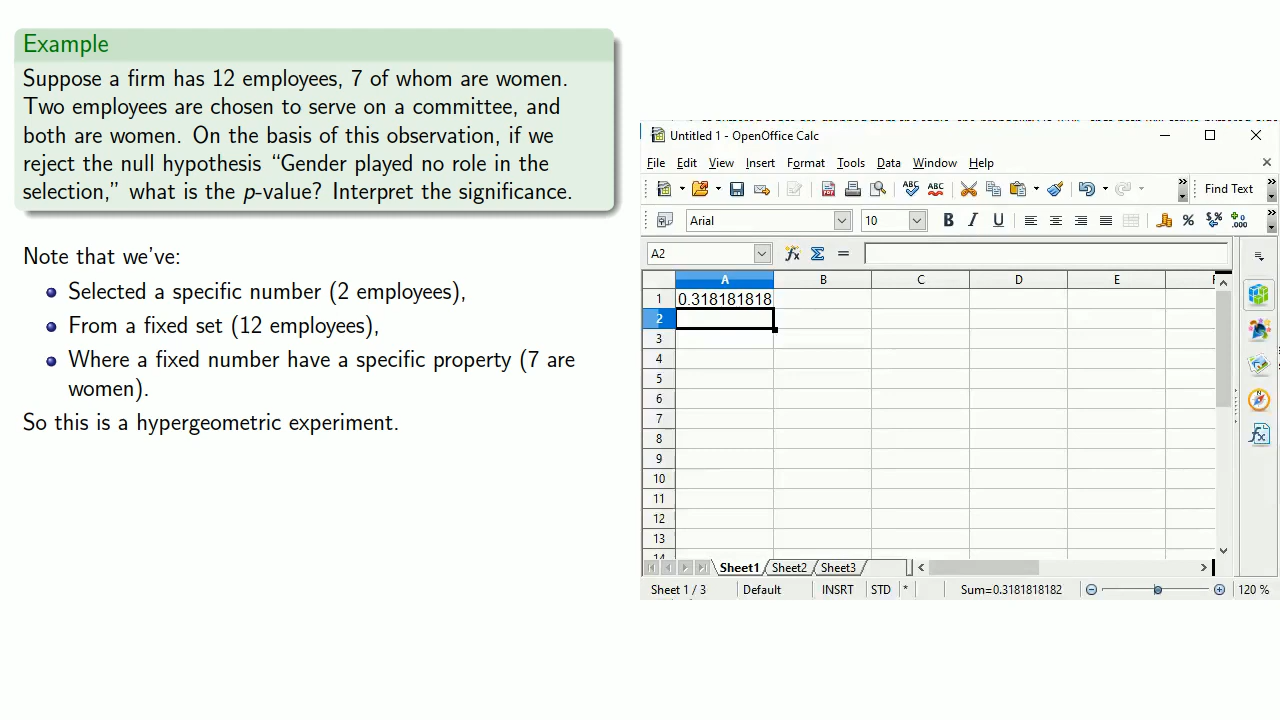 Example
Suppose a firm has 12 employees, 7 of whom are women.
Two employees are chosen to serve on a committee, and
both are women. On the basis of this observation, if we
reject the null hypothesis “Gender played no role in the
selection,” what is the p-value? Interpret the significance.
Note that we’ve:
Selected a specific number (2 employees),
From a fixed set (12 employees),
Where a fixed number have a specific property (7 are
women).
So this is a hypergeometric experiment.
Untitled 1 - OpenOffice Calc
File Edit View Insert Format Tools Data Window Help
Find Text
Arial 10
A2
A B C D E
1 0.318181818
2
3
4
5
6
7
8
9
10
11
12
13
14
Sheet1 Sheet2 Sheet3
Sheet 1 / 3 Default INSRT STD * Sum=0.3181818182 120 %